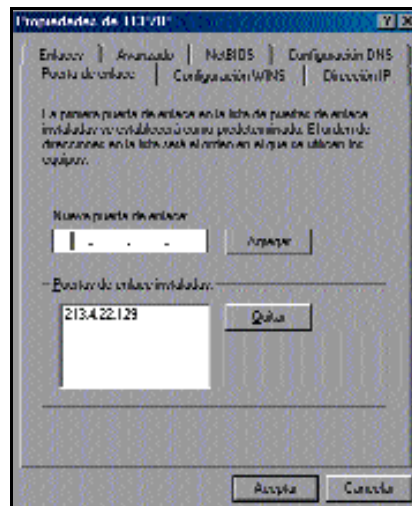 Propiedades de TCP/IP
Enlaces Avanzado NetBIOS Configuración DNS
Puerta de enlace Configuración WINS Dirección IP
La primera puerta de enlace en la lista de puertas de enlace
instaladas se establecerá como predeterminada. El orden de
direcciones en la lista será el orden en el que se utilicen los
equipos.
Nueva puerta de enlace:
. . .
Agregar
Puertas de enlace instaladas:
213.4.22.129
Quitar
Aceptar Cancelar